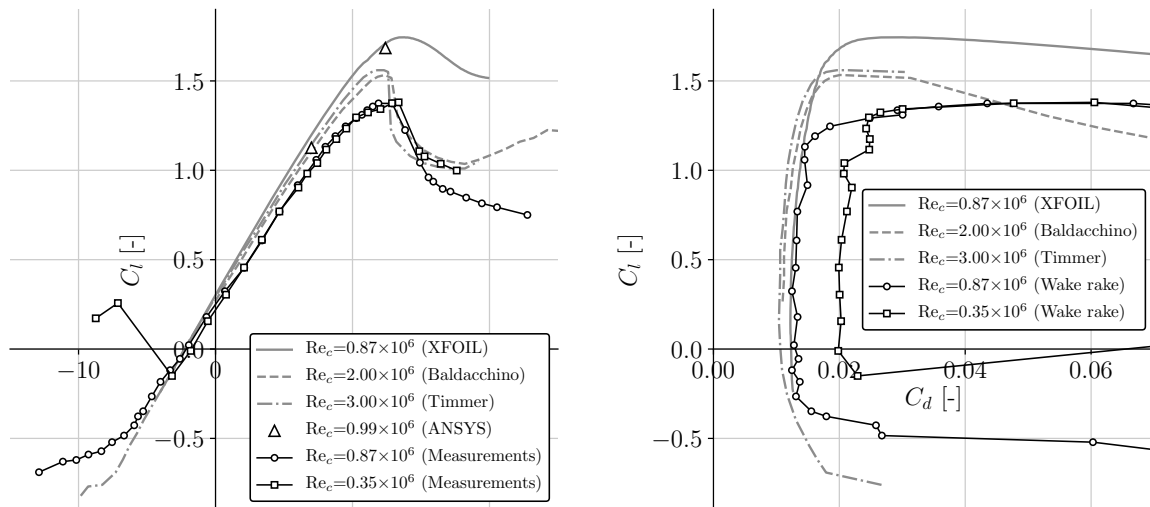 1.5
1.0
0.5
0.0
−0.5
−10
0
C_l [-]
Re_c=0.87×10^6 (XFOIL)
Re_c=2.00×10^6 (Baldacchino)
Re_c=3.00×10^6 (Timmer)
Re_c=0.99×10^6 (ANSYS)
Re_c=0.87×10^6 (Measurements)
Re_c=0.35×10^6 (Measurements)
1.5
1.0
0.5
0.0
−0.5
0.00
0.02
0.04
0.06
C_l [-]
C_d [-]
Re_c=0.87×10^6 (XFOIL)
Re_c=2.00×10^6 (Baldacchino)
Re_c=3.00×10^6 (Timmer)
Re_c=0.87×10^6 (Wake rake)
Re_c=0.35×10^6 (Wake rake)